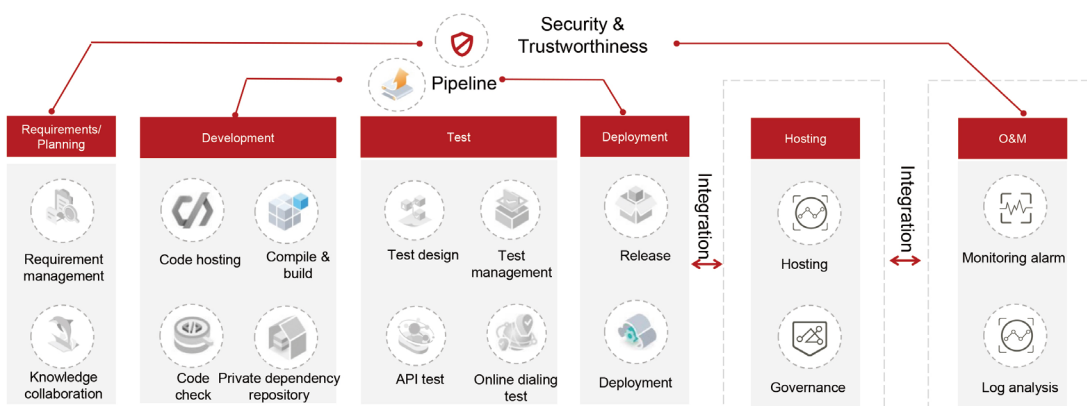 Security &
Trustworthiness
Pipeline
Requirements/
Planning
Development
Test
Deployment
Hosting
O&M
Requirement
management
Knowledge
collaboration
Code hosting
Compile &
build
Code
check
Private dependency
repository
Test design
Test
management
API test
Online dialing
test
Release
Deployment
Integration
Hosting
Governance
Integration
Monitoring alarm
Log analysis